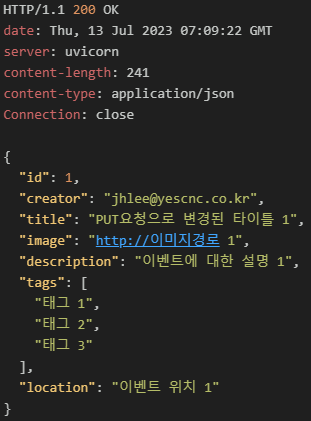 HTTP/1.1 200 OK
date: Thu, 13 Jul 2023 07:09:22 GMT
server: uvicorn
content-length: 241
content-type: application/json
Connection: close
{
"id": 1,
"creator": "jhlee@yescnc.co.kr",
"title": "PUT요청으로 변경된 타이틀 1",
"image": "http://이미지경로 1",
"description": "이벤트에 대한 설명 1",
"tags": [
"태그 1",
"태그 2",
"태그 3"
],
"location": "이벤트 위치 1"
}